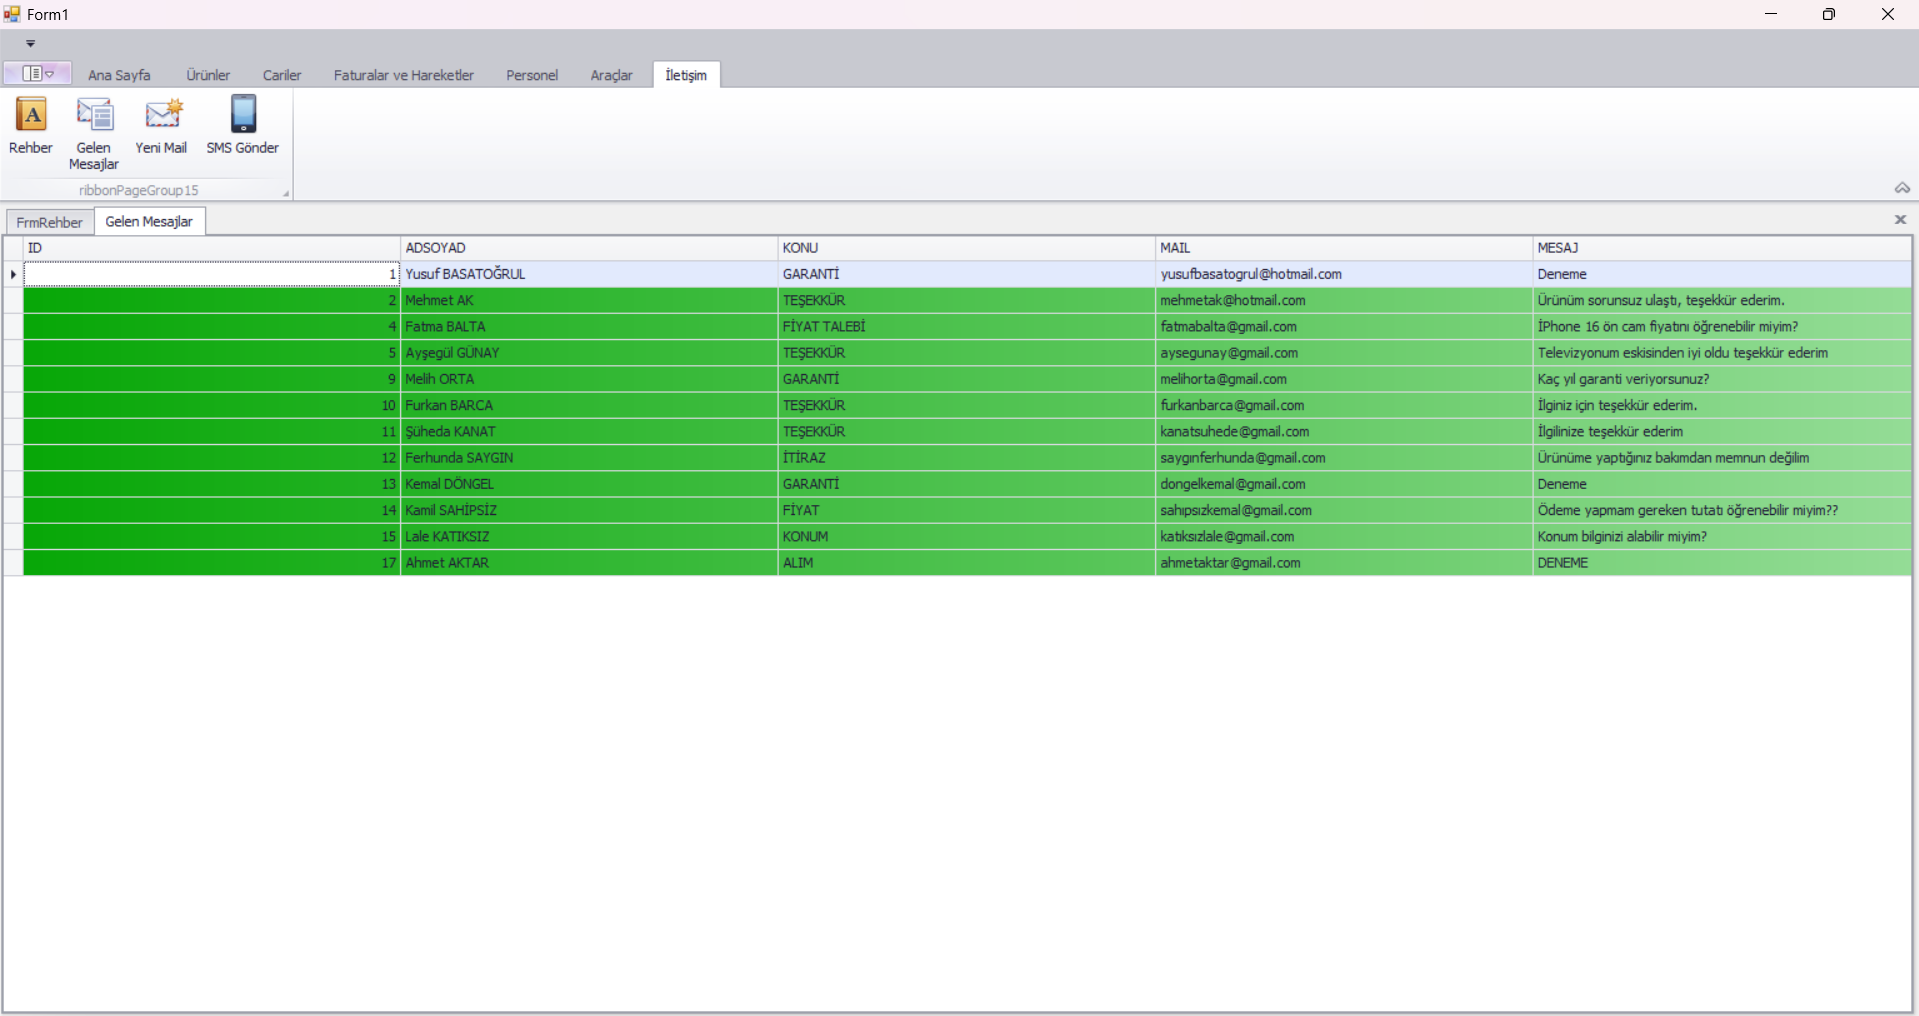 Form1
Ana Sayfa Ürünler Cariler Faturalar ve Hareketler Personel Araçlar İletişim
Rehber Gelen Mesajlar Yeni Mail SMS Gönder
ribbonPageGroup15
FrmRehber Gelen Mesajlar
ID ADSOYAD KONU MAIL MESAJ
1 Yusuf BASATOĞRUL GARANTİ yusufbasatogrul@hotmail.com Deneme
2 Mehmet AK TEŞEKKÜR mehmetak@hotmail.com Ürünüm sorunsuz ulaştı, teşekkür ederim.
4 Fatma BALTA FİYAT TALEBİ fatmabalta@gmail.com İPhone 16 ön cam fiyatını öğrenebilir miyim?
5 Ayşegül GÜNAY TEŞEKKÜR aysegunay@gmail.com Televizyonum eskisinden iyi oldu teşekkür ederim
9 Melih ORTA GARANTİ melihorta@gmail.com Kaç yıl garanti veriyorsunuz?
10 Furkan BARCA TEŞEKKÜR furkanbarca@gmail.com İlginiz için teşekkür ederim.
11 Şüheda KANAT TEŞEKKÜR kanatsuhede@gmail.com İlgilinize teşekkür ederim
12 Ferhunda SAYGIN İTİRAZ saygınferhunda@gmail.com Ürünüme yaptığınız bakımdan memnun değilim
13 Kemal DÖNGEL GARANTİ dongelkemal@gmail.com Deneme
14 Kamil SAHİPSİZ FİYAT sahıpsızkemal@gmail.com Ödeme yapmam gereken tutatı öğrenebilir miyim??
15 Lale KATIKSIZ KONUM katıksızlale@gmail.com Konum bilginizi alabilir miyim?
17 Ahmet AKTAR ALIM ahmetaktar@gmail.com DENEME